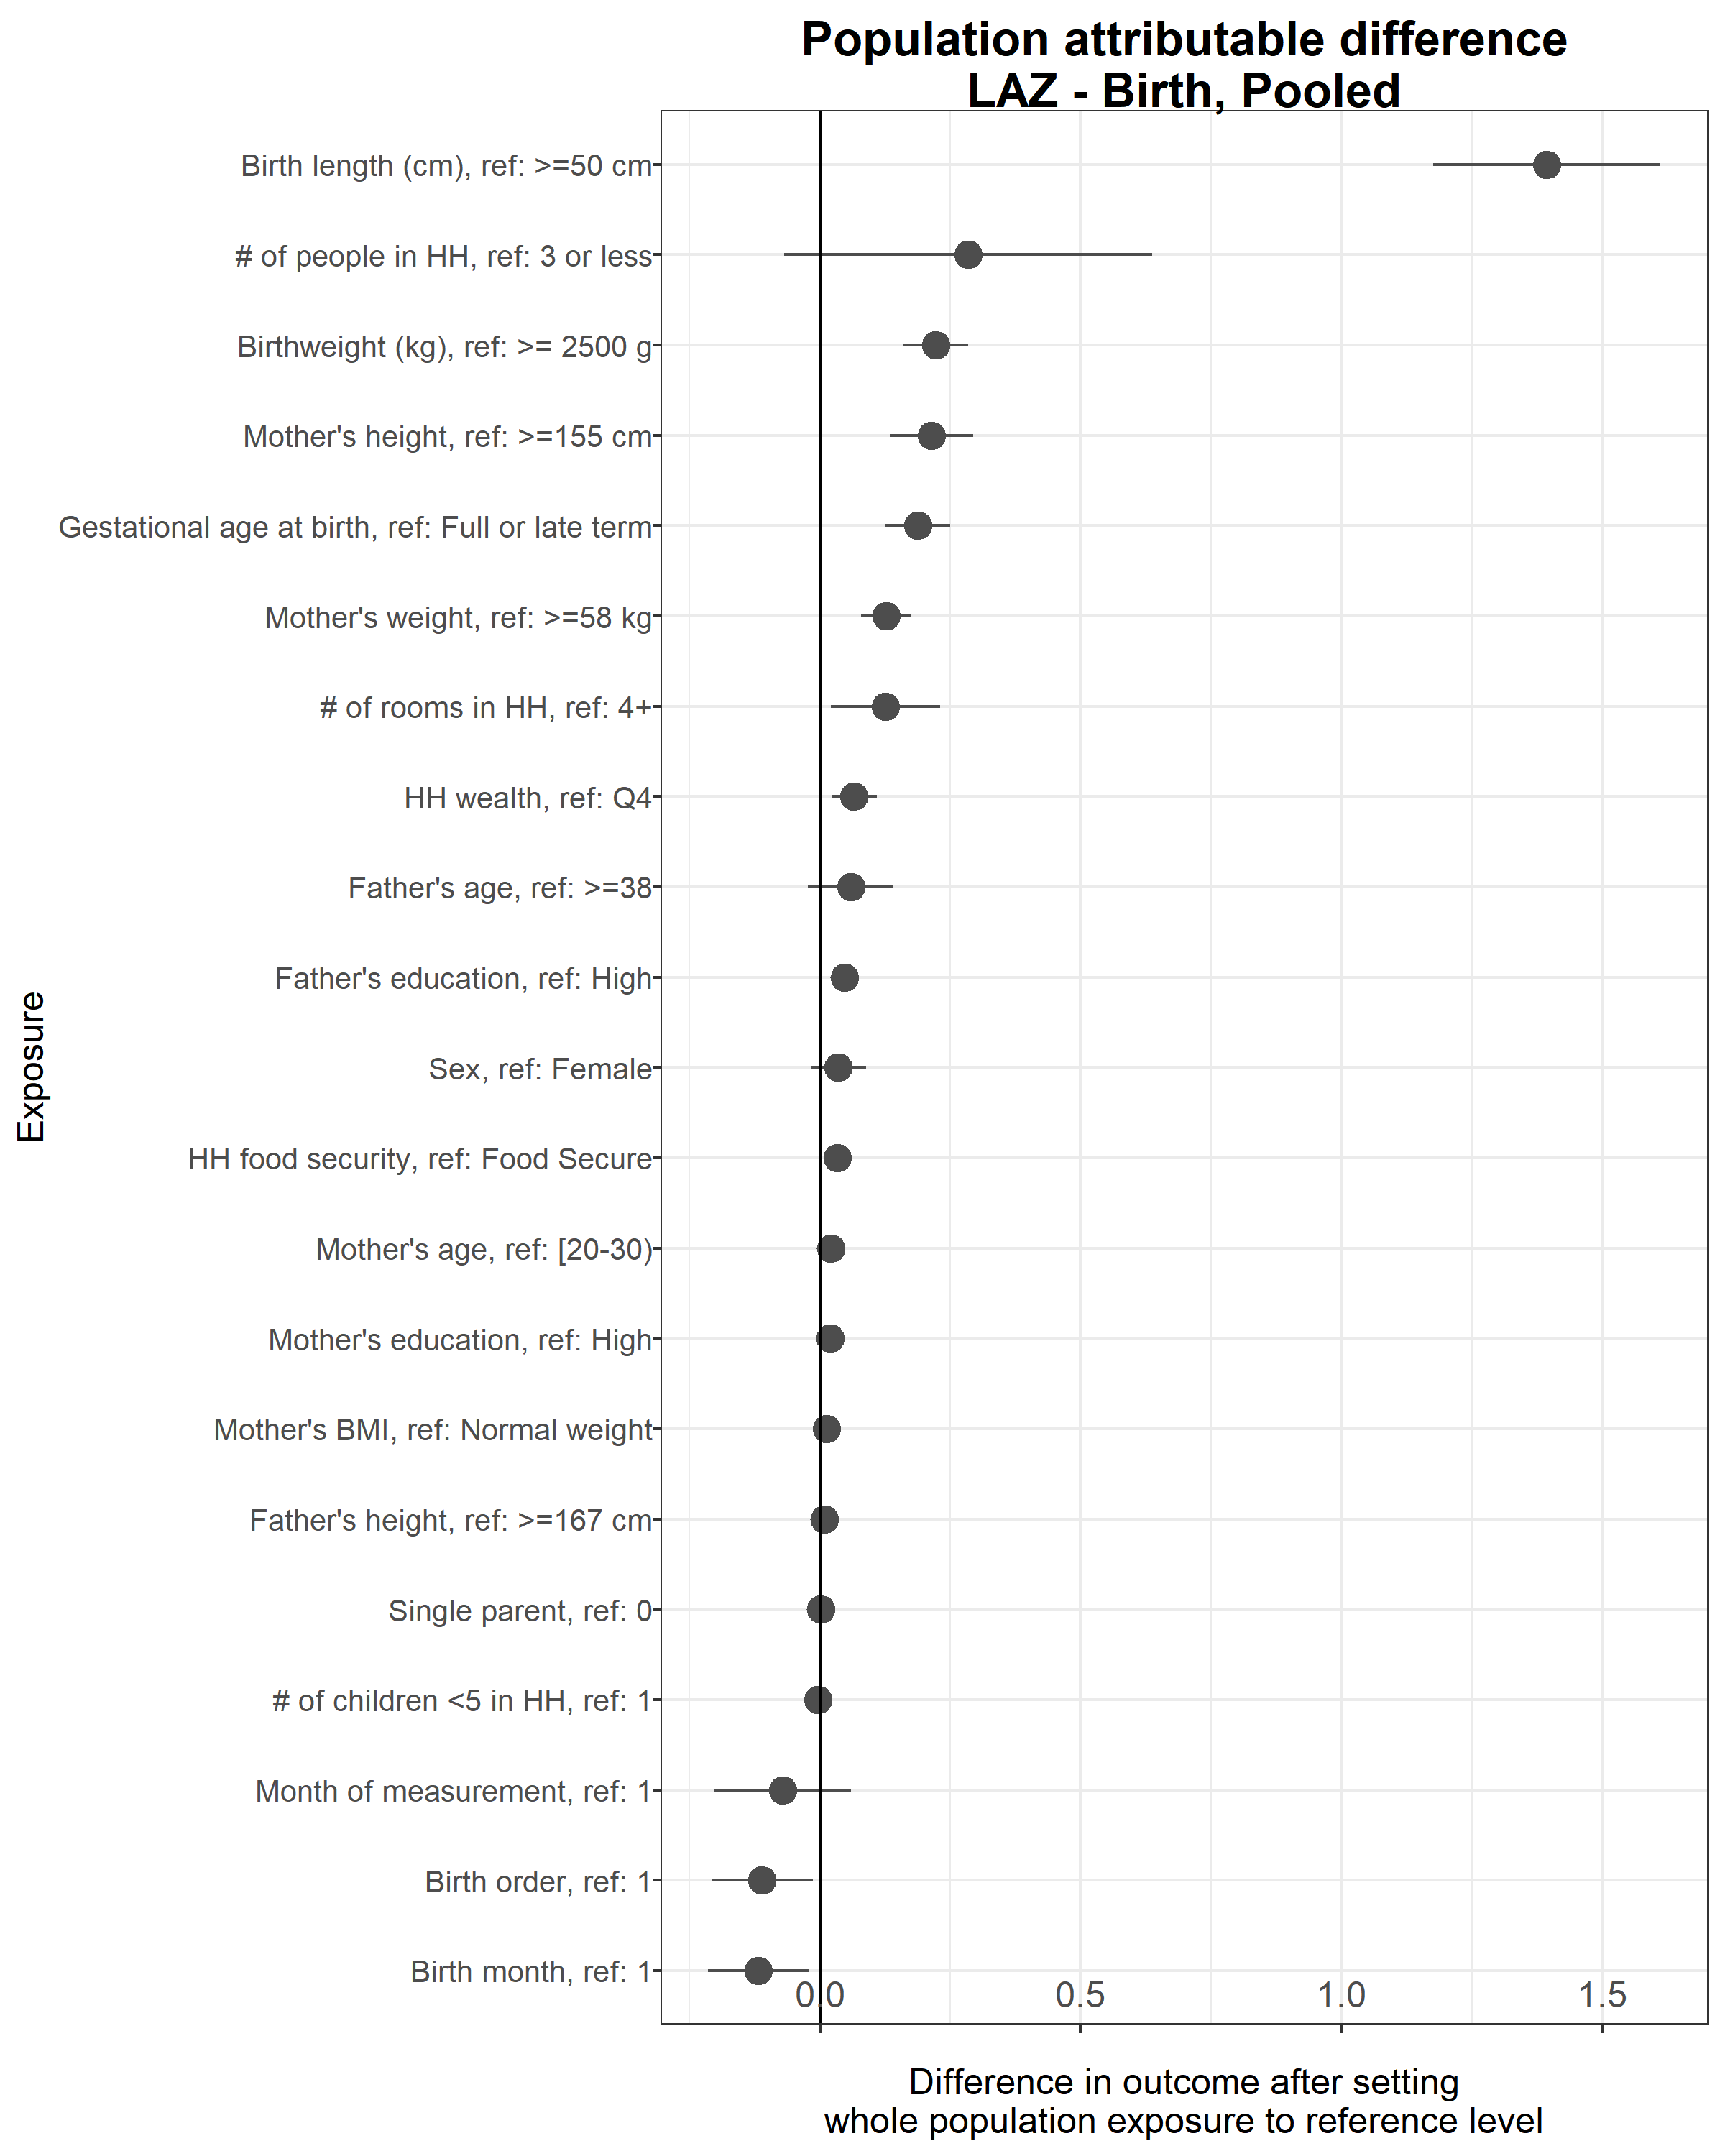 Population attributable difference
LAZ - Birth, Pooled
Birth length (cm), ref: >=50 cm
# of people in HH, ref: 3 or less
Birthweight (kg), ref: >= 2500 g
Mother's height, ref: >=155 cm
Gestational age at birth, ref: Full or late term
Mother's weight, ref: >=58 kg
# of rooms in HH, ref: 4+
HH wealth, ref: Q4
Father's age, ref: >=38
Father's education, ref: High
Sex, ref: Female
HH food security, ref: Food Secure
Mother's age, ref: [20-30)
Mother's education, ref: High
Mother's BMI, ref: Normal weight
Father's height, ref: >=167 cm
Single parent, ref: 0
# of children <5 in HH, ref: 1
Month of measurement, ref: 1
Birth order, ref: 1
Birth month, ref: 1
Exposure
0.0 0.5 1.0 1.5
Difference in outcome after setting
whole population exposure to reference level